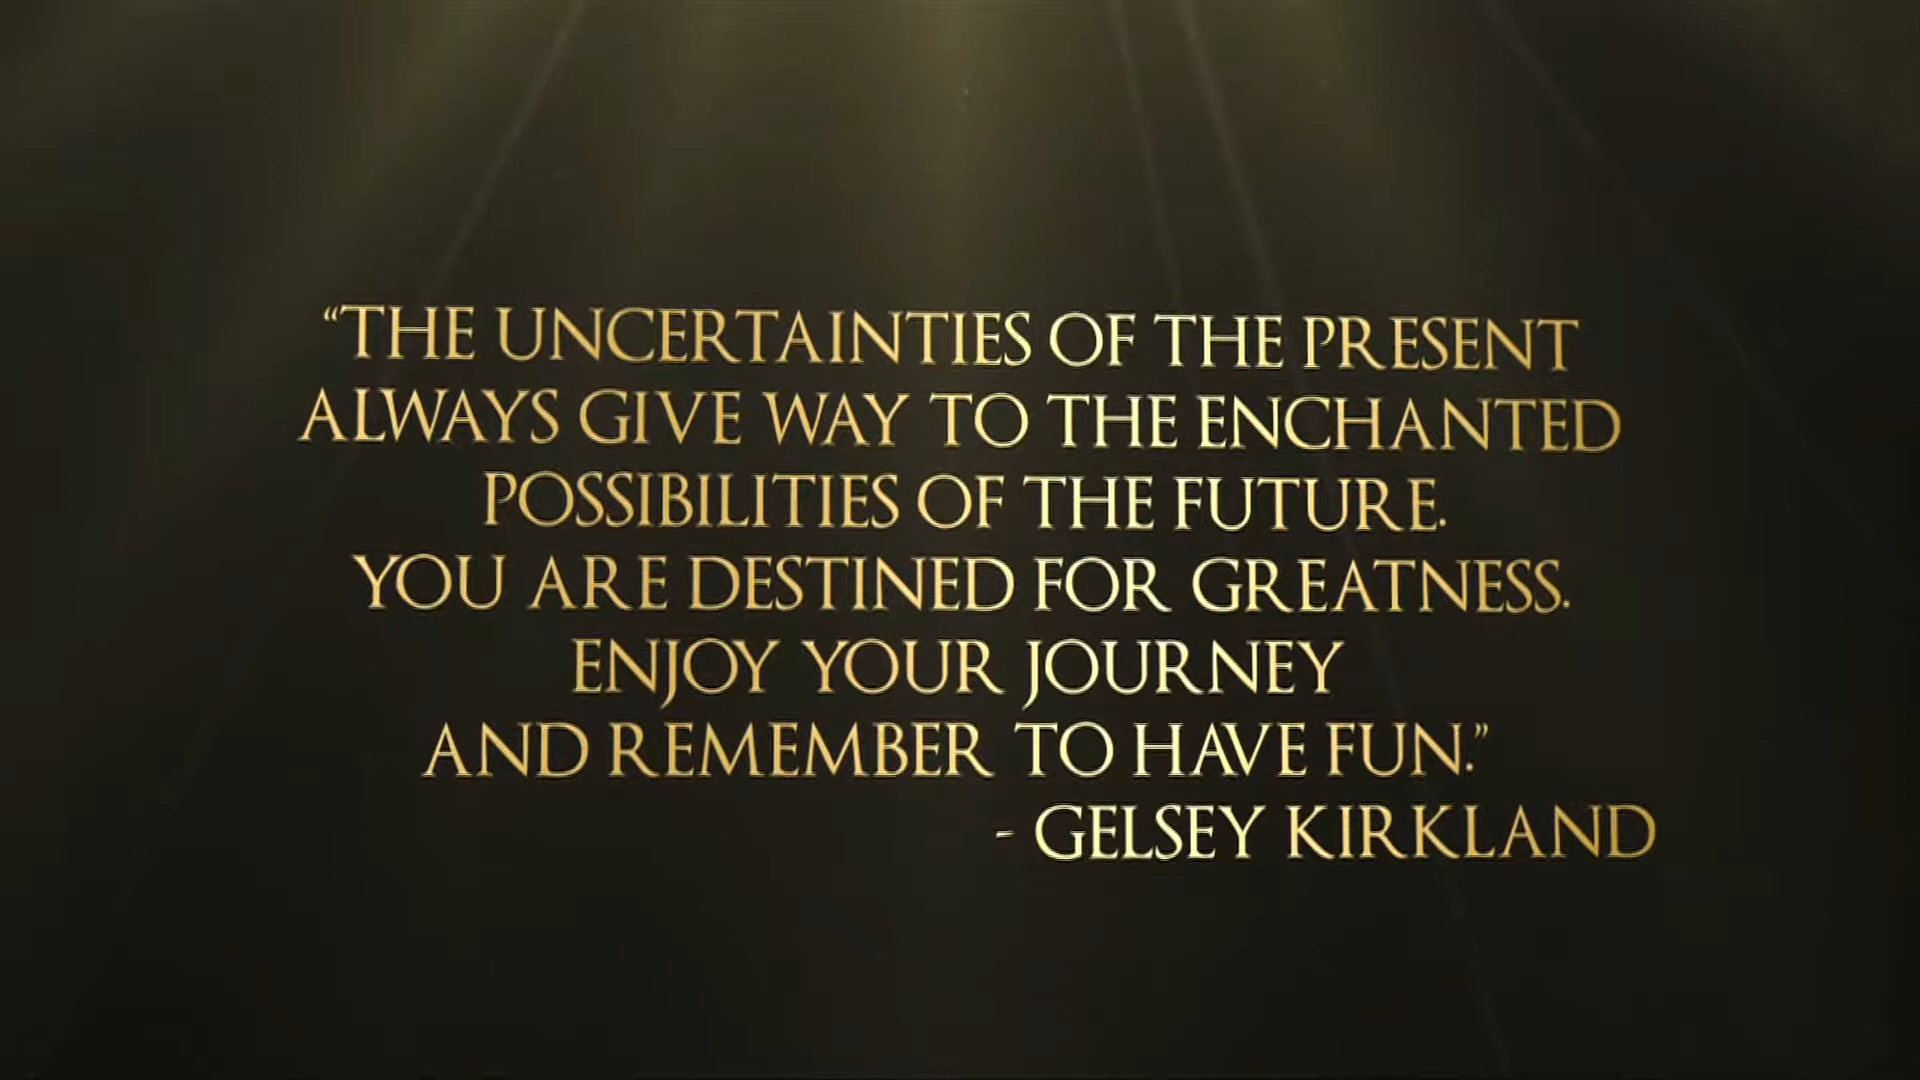 “THE UNCERTAINTIES OF THE PRESENT
ALWAYS GIVE WAY TO THE ENCHANTED
POSSIBILITIES OF THE FUTURE.
YOU ARE DESTINED FOR GREATNESS.
ENJOY YOUR JOURNEY
AND REMEMBER TO HAVE FUN.”
- GELSEY KIRKLAND